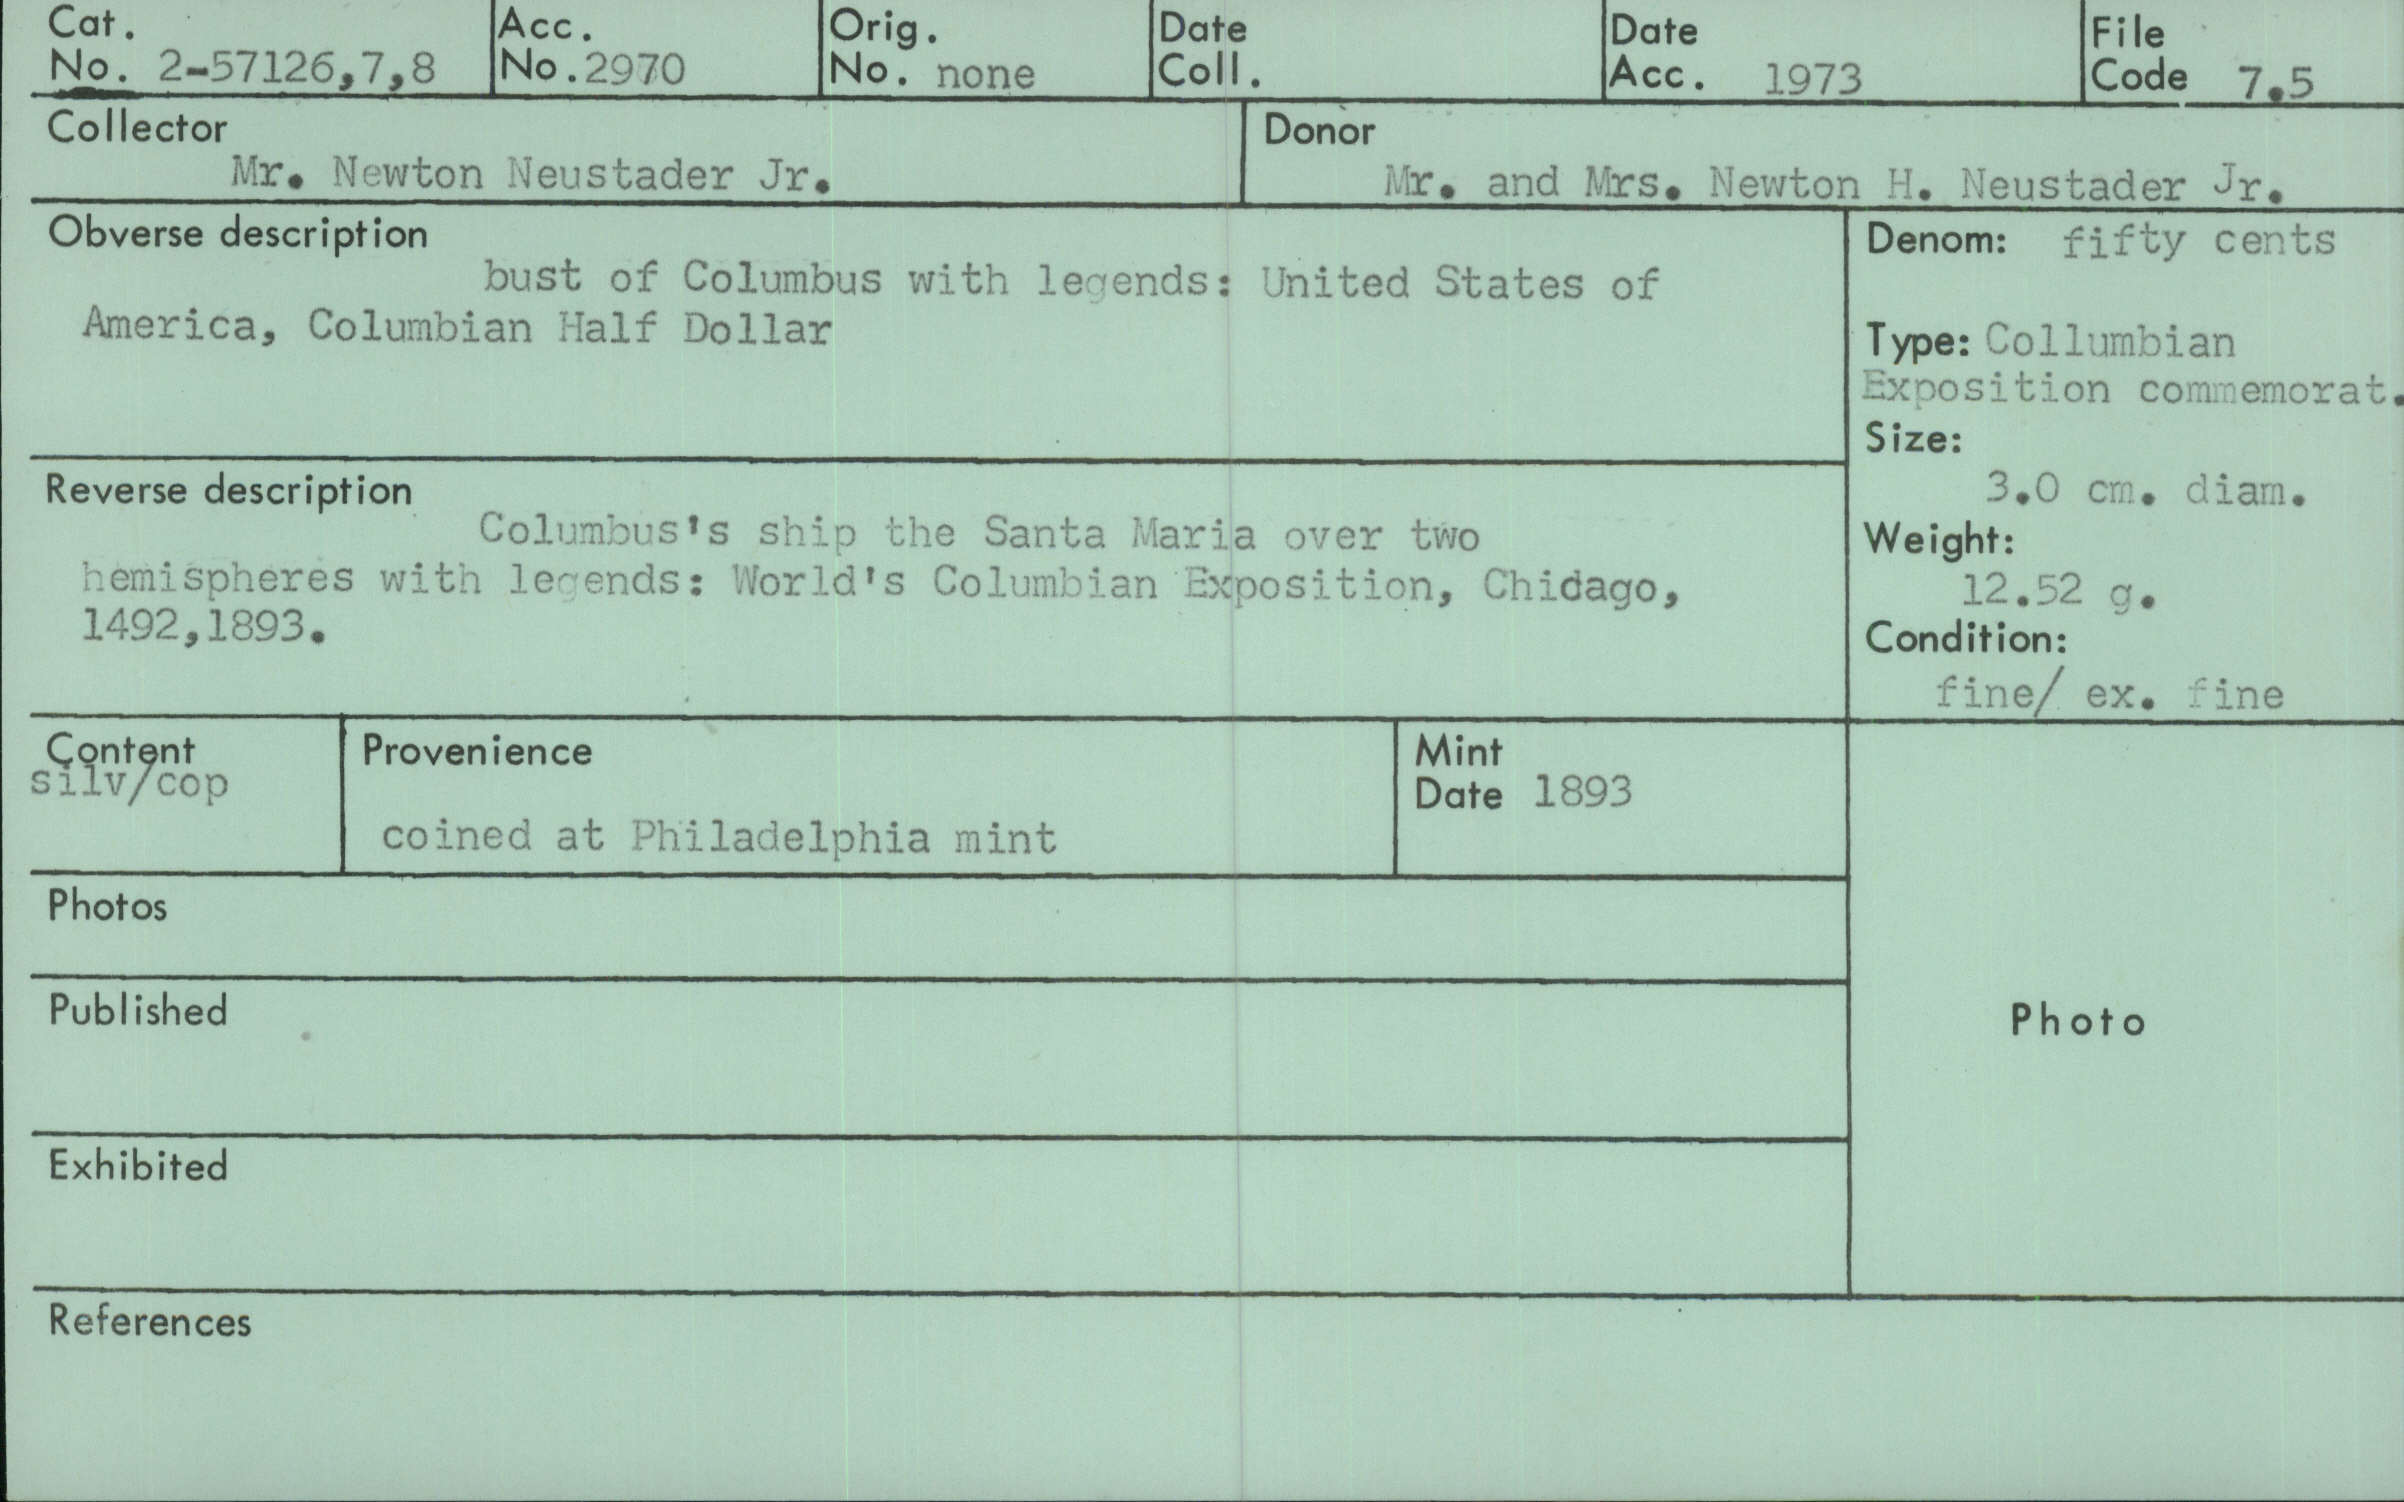 Cat. No. 2-57126,7,8
Acc. No. 2970
Orig. No. none
Date Coll.
Date Acc. 1973
File Code 7.5
Collector
Mr. Newton Neustader Jr.
Donor
Mr. and Mrs. Newton H. Neustader Jr.
Obverse description
bust of Columbus with legends: United States of
America, Columbian Half Dollar
Denom: fifty cents
Type: Collumbian
Exposition commemorat.
Size:
3.0 cm. diam.
Weight:
12.52 g.
Condition:
fine/ ex. fine
Reverse description
Columbus's ship the Santa Maria over two
hemispheres with legends: World's Columbian Exposition, Chidago,
1492,1893.
Content
silv/cop
Provenience
coined at Philadelphia mint
Mint
Date 1893
Photos
Published
Photo
Exhibited
References